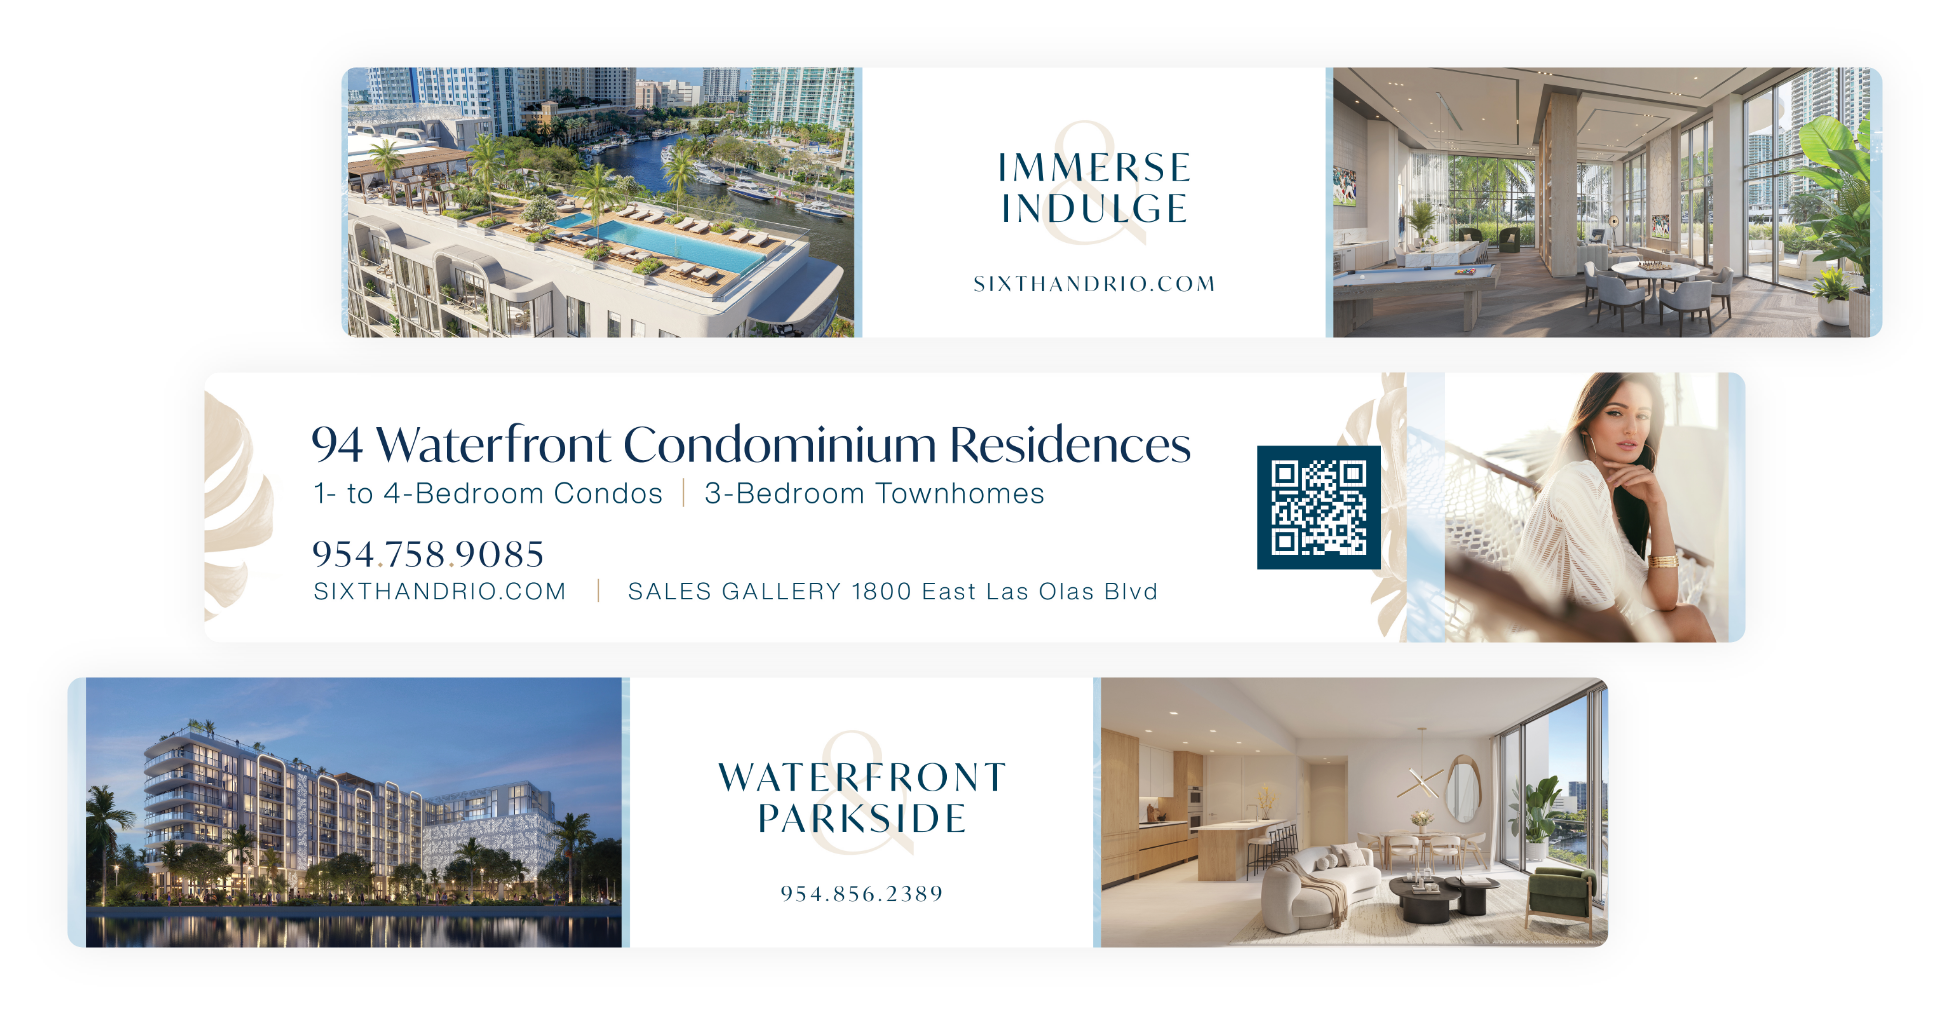 IMMERSE
&
INDULGE
SIXTHANDRIO.COM
94 Waterfront Condominium Residences
1- to 4-Bedroom Condos | 3-Bedroom Townhomes
954.758.9085
SIXTHANDRIO.COM | SALES GALLERY 1800 East Las Olas Blvd
WATERFRONT
&
PARKSIDE
954.856.2389